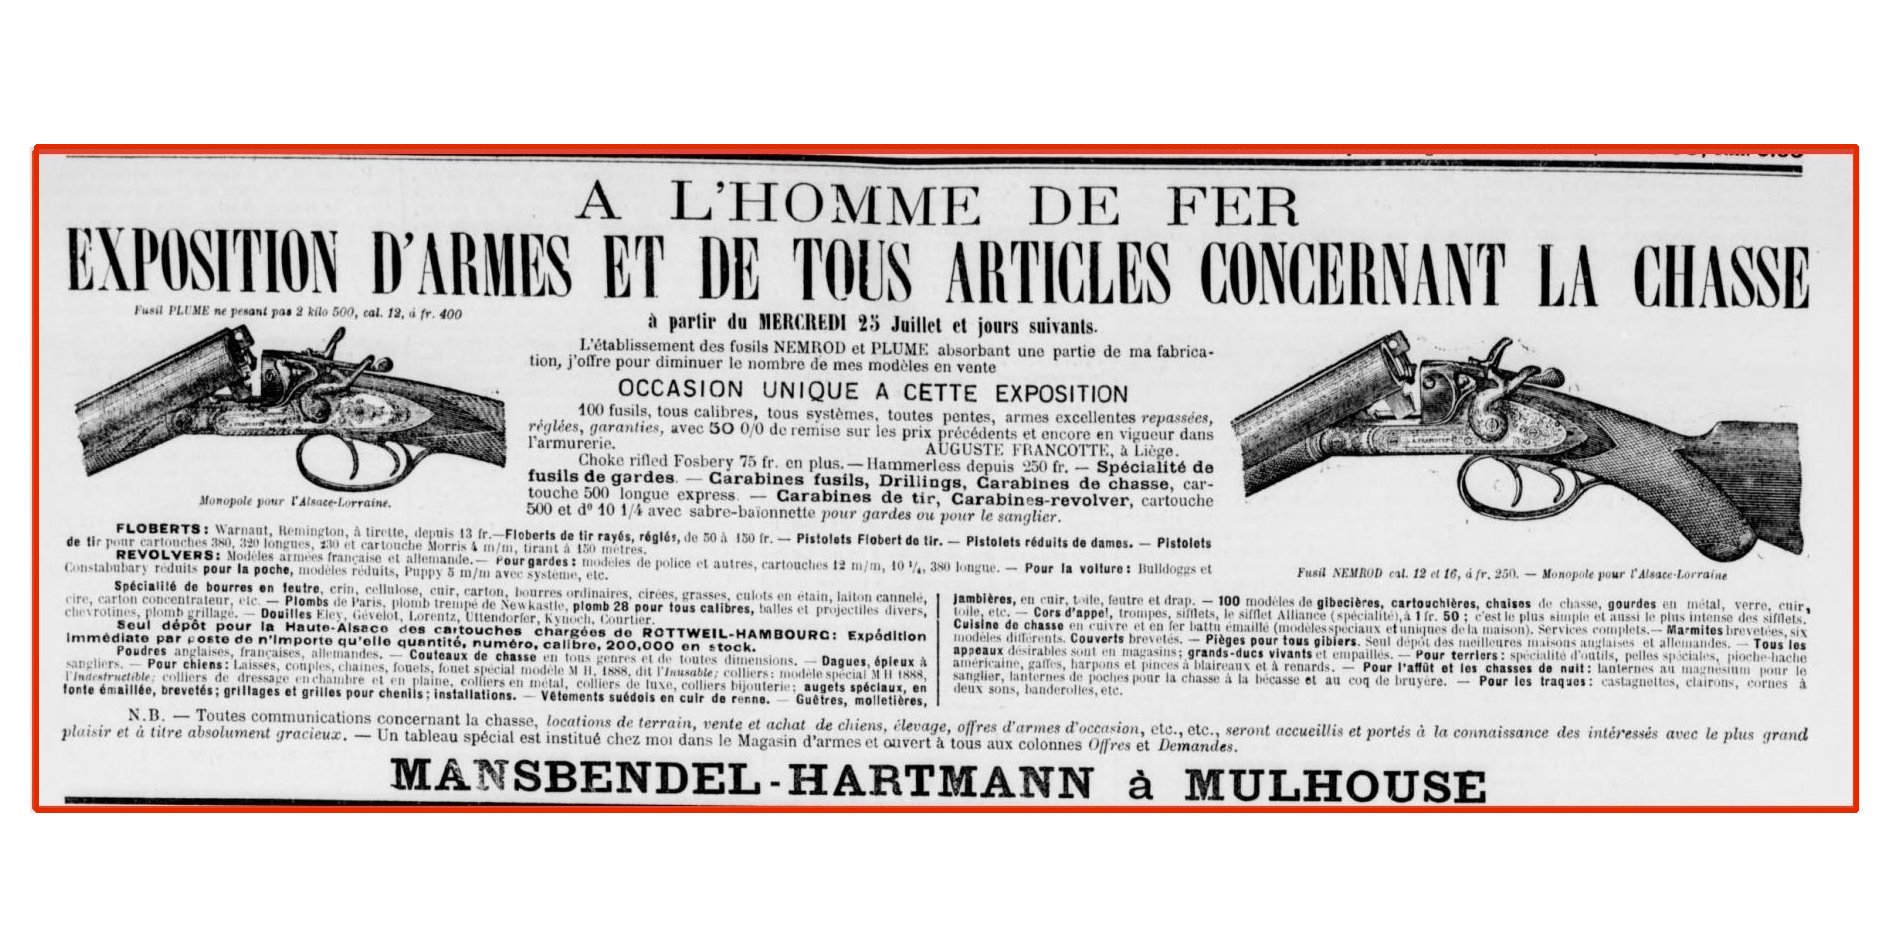 A L'HOMME DE FER
EXPOSITION D'ARMES ET DE TOUS ARTICLES CONCERNANT LA CHASSE
Fusil PLUME ne pesant pas 2 kilo 500, cal. 12, à fr. 400
à partir du MERCREDI 25 Juillet et jours suivants.
L'établissement des fusils NEMROD et PLUME absorbant une partie de ma fabrica-
tion, j'offre pour diminuer le nombre de mes modèles en vente
OCCASION UNIQUE A CETTE EXPOSITION
100 fusils, tous calibres, tous systèmes, toutes pentes, armes excellentes repassées,
réglées, garanties, avec 50 0/0 de remise sur les prix précédents et encore en vigueur dans
l'armurerie.
AUGUSTE FRANCOTTE, à Liège.
Choke rifled Fosbery 75 fr. en plus. — Hammerless depuis 250 fr. — Spécialité de
fusils de gardes. — Carabines fusils, Drillings, Carabines de chasse, car-
touche 500 longue express. — Carabines de tir, Carabines-revolver, cartouche
500 et dº 10 1/4 avec sabre-baïonnette pour gardes ou pour le sanglier.
Monopole pour l'Alsace-Lorraine.
FLOBERTS: Warnaut, Remington, à tirette, depuis 13 fr.—Floberts de tir rayés, réglés, de 50 à 150 fr. — Pistolets Flobert de tir. — Pistolets réduits de dames. — Pistolets
de tir pour cartouches 380, 320 longues, 230 et cartouche Morris 4 m/m, tirant à 150 mètres.
REVOLVERS: Modèles armées française et allemande.— Pour gardes: modèles de police et autres, cartouches 12 m/m, 10 1/4, 380 longue. — Pour la voiture: Bulldoggs et
Constabubary réduits pour la poche, modèles réduits, Puppy 5 m/m avec système, etc.
Fusil NEMROD cal. 12 et 16, à fr. 250. — Monopole pour l'Alsace-Lorraine
Spécialité de bourres en feutre, crin, cellulose, cuir, carton, bourres ordinaires, cirées, grasses, culots en étain, laiton cannelé,
cire, carton concentrateur, etc. — Plombs de Paris, plomb trempé de Newkastle, plomb 28 pour tous calibres, balles et projectiles divers,
chevrotines, plomb grillagé. — Douilles Eley, Gévelot, Lorentz, Uttendorfer, Kynoch, Courtier.
Seul dépôt pour la Haute-Alsace des cartouches chargées de ROTTWEIL-HAMBOURG: Expédition
immédiate par poste de n'importe qu'elle quantité, numéro, calibre, 200,000 en stock.
Poudres anglaises, françaises, allemandes. — Couteaux de chasse en tous genres et de toutes dimensions. — Dagues, épieux à
sangliers. — Pour chiens: Laisses, couples, chaines, fouets, fouet spécial modèle M H, 1888, dit l'Inusable; colliers: modèle spécial M H 1888,
l'Indestructible; colliers de dressage en chambre et en plaine, colliers en métal, colliers de luxe, colliers bijouterie; augets spéciaux, en
fonte émaillée, brevetés; grillages et grilles pour chenils; installations. — Vêtements suédois en cuir de renne. — Guêtres, molletières,
jambières, en cuir, toile, feutre et drap. — 100 modèles de gibecières, cartouchières, chaises de chasse, gourdes en métal, verre, cuir,
toile, etc. — Cors d'appel, trompes, sifflets, le sifflet Alliance (spécialité), à 1 fr. 50; c'est le plus simple et aussi le plus intense des sifflets.
Cuisine de chasse en cuivre et en fer battu émaillé (modèles spéciaux et uniques de la maison). Services complets.— Marmites brevetées, six
modèles différents. Couverts brevetés. — Pièges pour tous gibiers. Seul dépôt des meilleures maisons anglaises et allemandes. — Tous les
appeaux désirables sont en magasins; grands-ducs vivants et empaillés. — Pour terriers: spécialité d'outils, pelles spéciales, pioche-hache
américaine, gaffes, harpons et pinces à blaireaux et à renards. — Pour l'affût et les chasses de nuit: lanternes au magnésium pour le
sanglier, lanternes de poches pour la chasse à la bécasse et au coq de bruyère. — Pour les traques: castagnettes, clairons, cornes à
deux sons, banderolles, etc.
N.B. — Toutes communications concernant la chasse, locations de terrain, vente et achat de chiens, élevage, offres d'armes d'occasion, etc., etc., seront accueillis et portés à la connaissance des intéressés avec le plus grand
plaisir et à titre absolument gracieux. — Un tableau spécial est institué chez moi dans le Magasin d'armes et ouvert à tous aux colonnes Offres et Demandes.
MANSBENDEL-HARTMANN à MULHOUSE